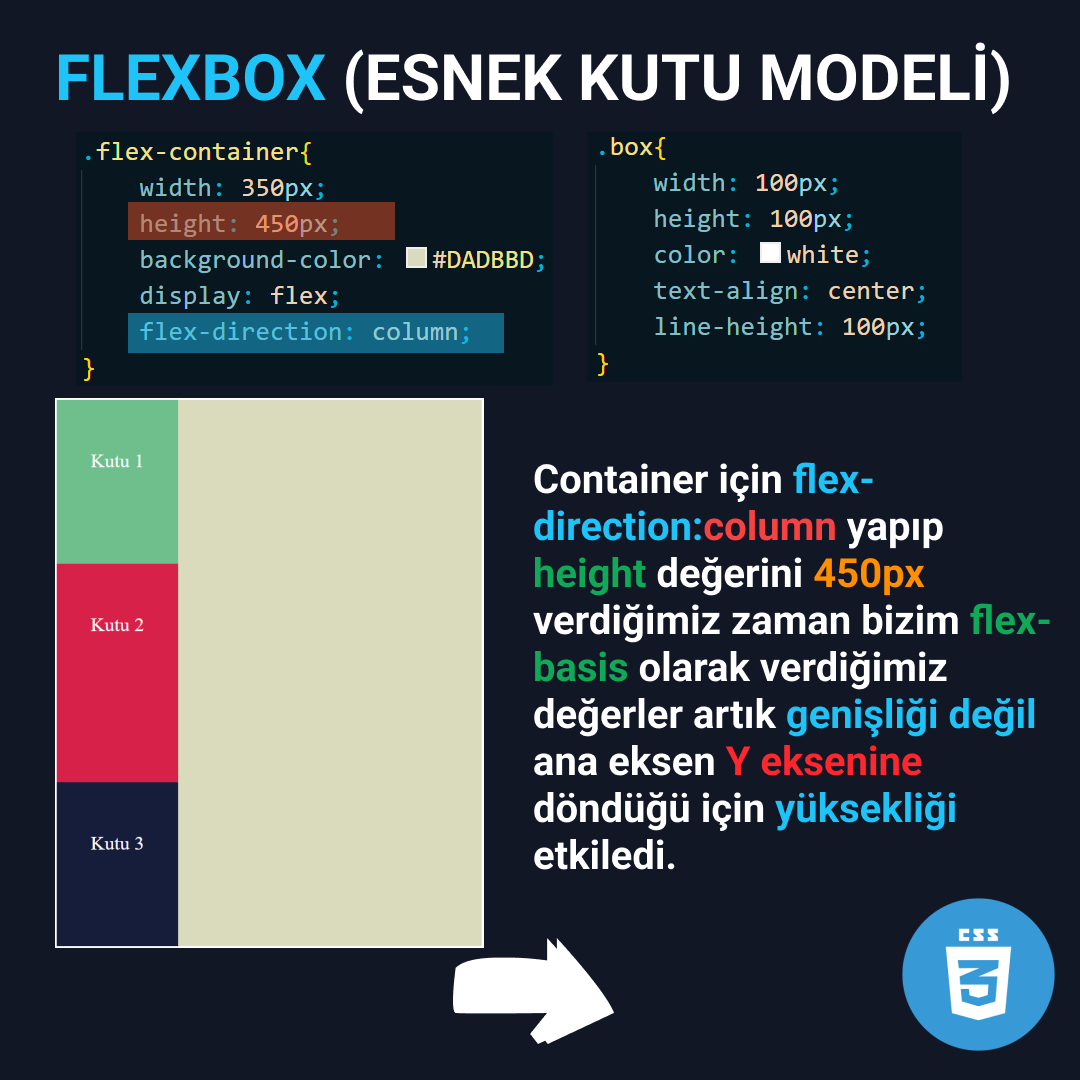 FLEXBOX (ESNEK KUTU MODELİ)
.flex-container{
width: 350px;
height: 450px;
background-color: #DADBBD;
display: flex;
flex-direction: column;
}
.box{
width: 100px;
height: 100px;
color: white;
text-align: center;
line-height: 100px;
}
Kutu 1
Kutu 2
Kutu 3
Container için flex-
direction:column yapıp
height değerini 450px
verdiğimiz zaman bizim flex-
basis olarak verdiğimiz
değerler artık genişliği değil
ana eksen Y eksenine
döndüğü için yüksekliği
etkiledi.
CSS
3